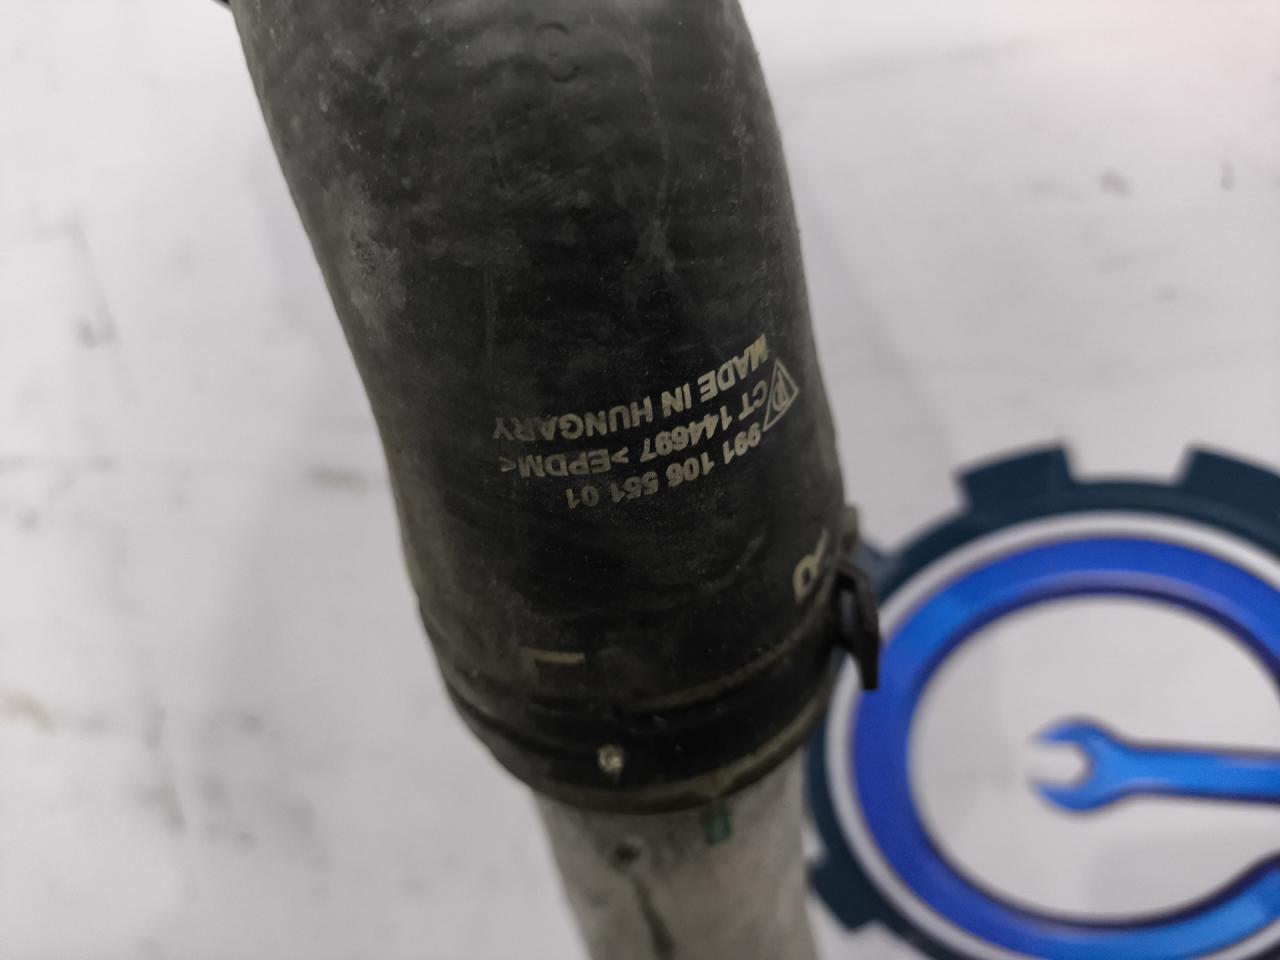 991 106 551 01
CT 144697 >EPDM<
MADE IN HUNGARY
R
L